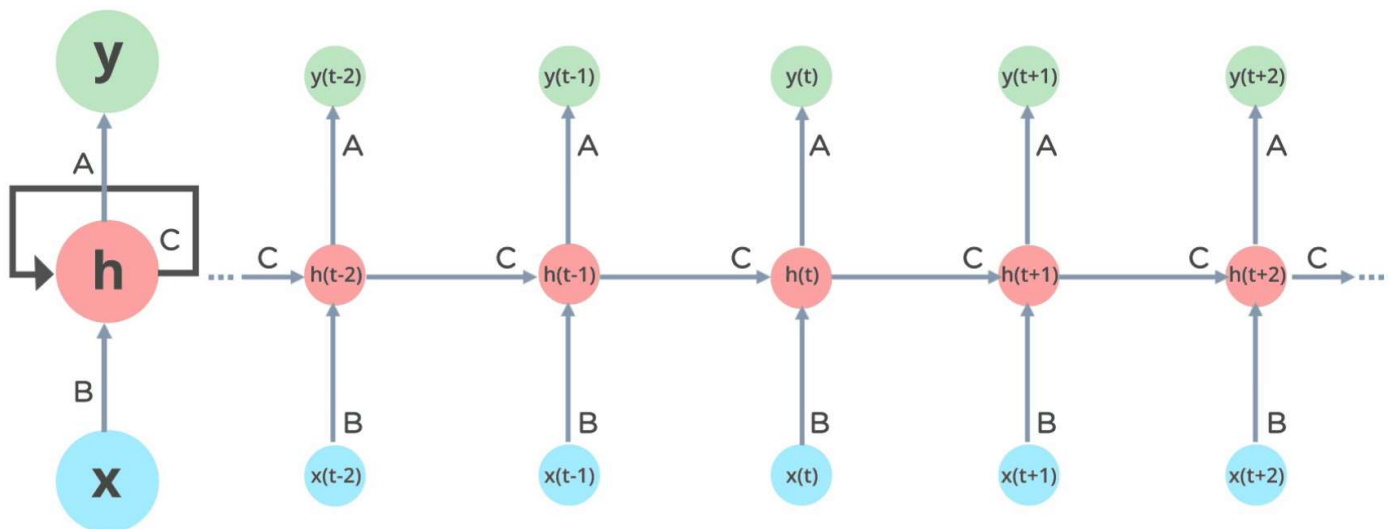 y
y(t-2) y(t-1) y(t) y(t+1) y(t+2)
A A A A A A
C
h
C h(t-2) C h(t-1) C h(t) C h(t+1) C h(t+2) C
B B B B B B
x
x(t-2) x(t-1) x(t) x(t+1) x(t+2)